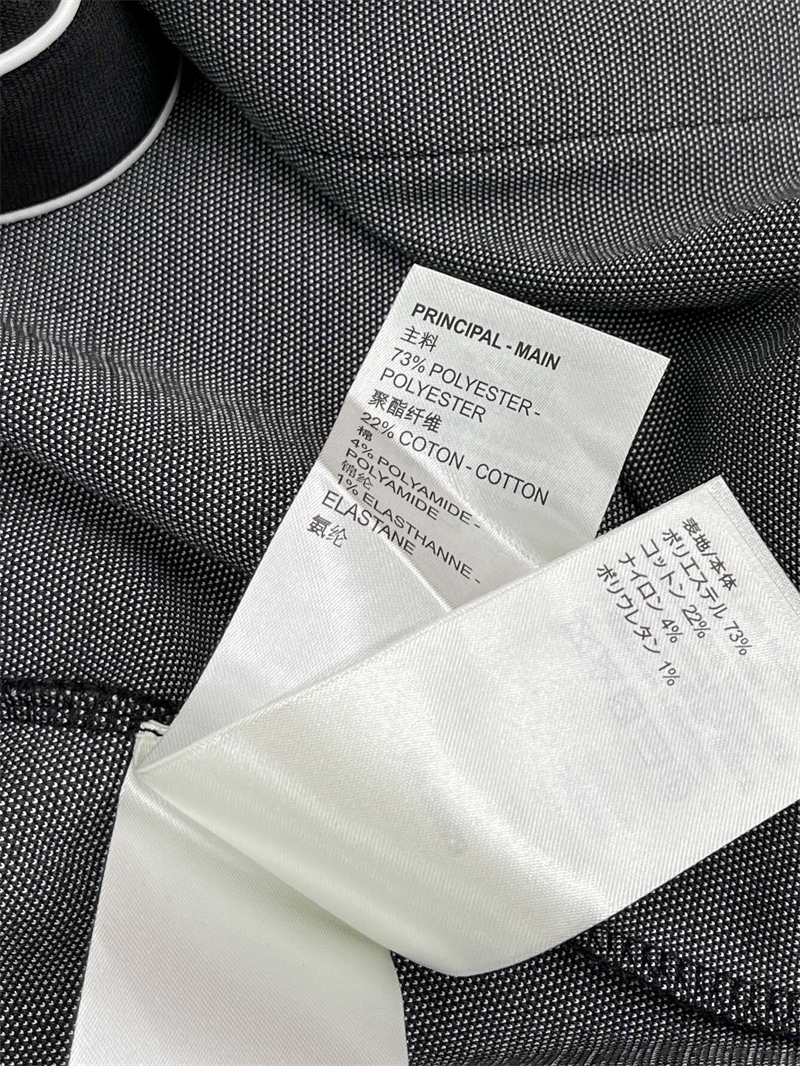 PRINCIPAL - MAIN
主料
73% POLYESTER -
POLYESTER
聚酯纤维
22% COTON - COTTON
棉
4% POLYAMIDE -
POLYAMIDE
锦纶
1% ELASTHANNE -
ELASTANE
氨纶
表地/本体
ポリエステル 73%
コットン 22%
ナイロン 4%
ポリウレタン 1%